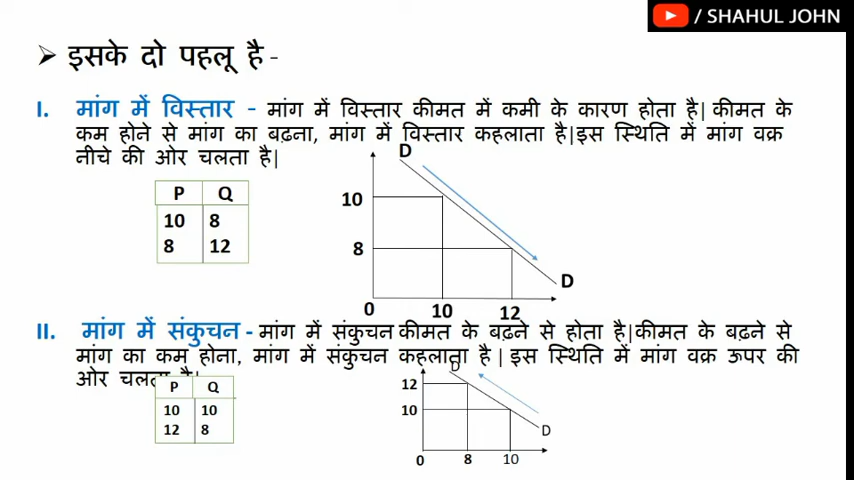 / SHAHUL JOHN
➢ इसके दो पहलू है -
I. मांग में विस्तार - मांग में विस्तार कीमत में कमी के कारण होता है| कीमत के
कम होने से मांग का बढ़ना, मांग में विस्तार कहलाता है|इस स्थिति में मांग वक्र
नीचे की ओर चलता है|
P Q
10 8
8 12
D
10
8
D
0 10 12
II. मांग में संकुचन - मांग में संकुचन कीमत के बढ़ने से होता है|कीमत के बढ़ने से
मांग का कम होना, मांग में संकुचन कहलाता है | इस स्थिति में मांग वक्र ऊपर की
ओर चलता है|
P Q
10 10
12 8
D
12
10
D
0 8 10